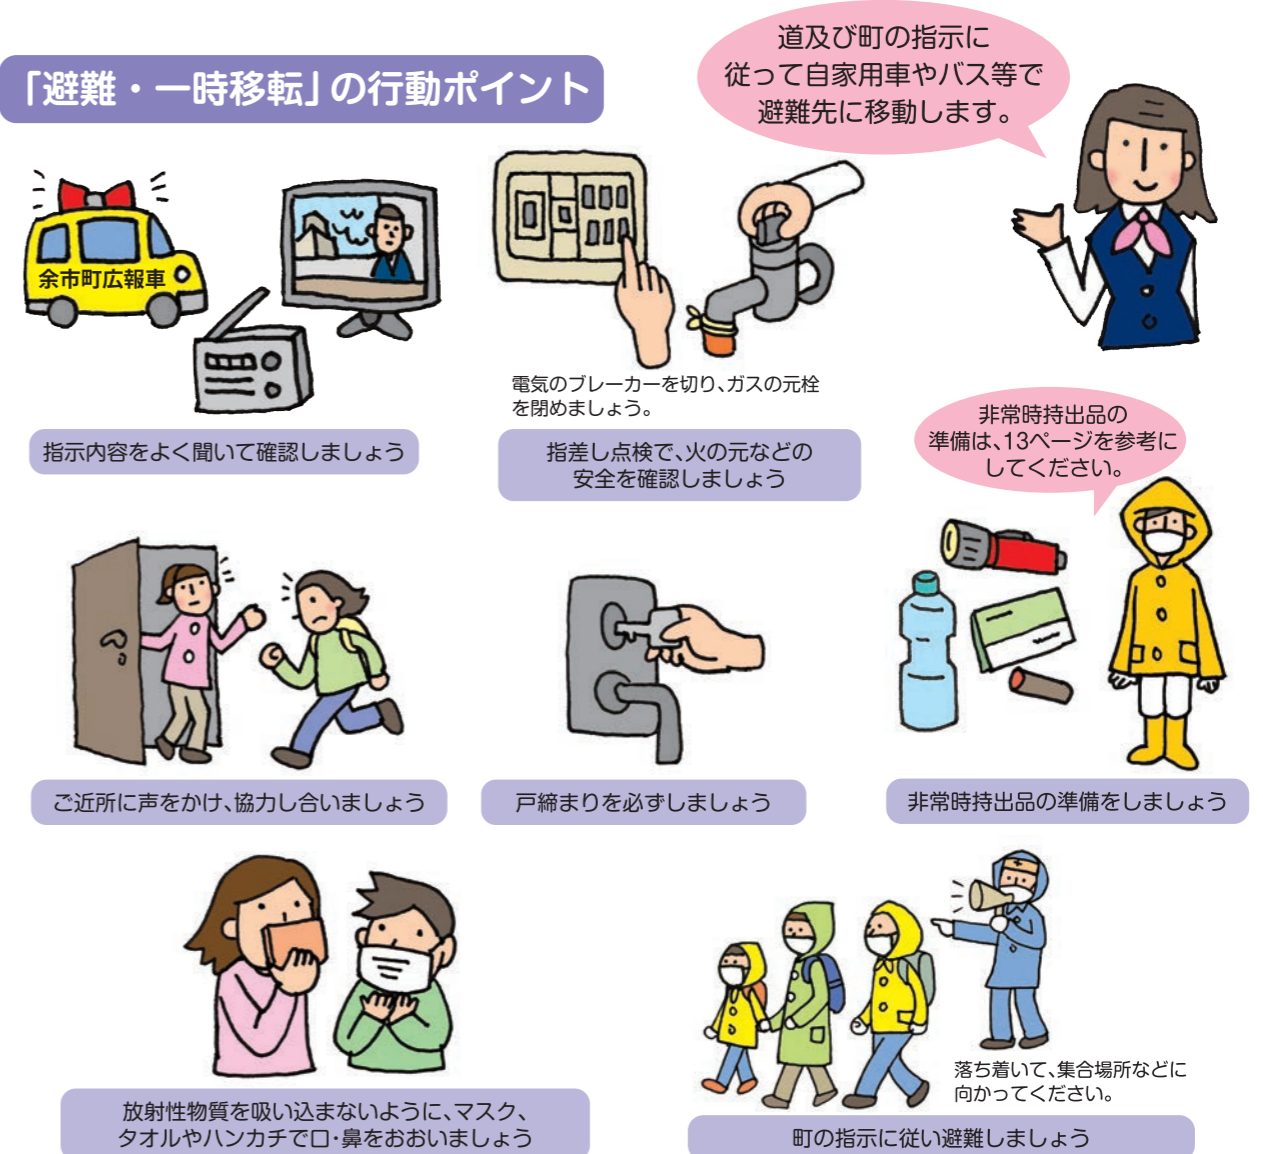 「避難・一時移転」の行動ポイント
道及び町の指示に
従って自家用車やバス等で
避難先に移動します。
余市町広報車
指示内容をよく聞いて確認しましょう
電気のブレーカーを切り、ガスの元栓
を閉めましょう。
指差し点検で、火の元などの
安全を確認しましょう
非常時持出品の
準備は、13ページを参考に
してください。
ご近所に声をかけ、協力し合いましょう
戸締まりを必ずしましょう
非常時持出品の準備をしましょう
放射性物質を吸い込まないように、マスク、
タオルやハンカチで口・鼻をおおいましょう
落ち着いて、集合場所などに
向かってください。
町の指示に従い避難しましょう